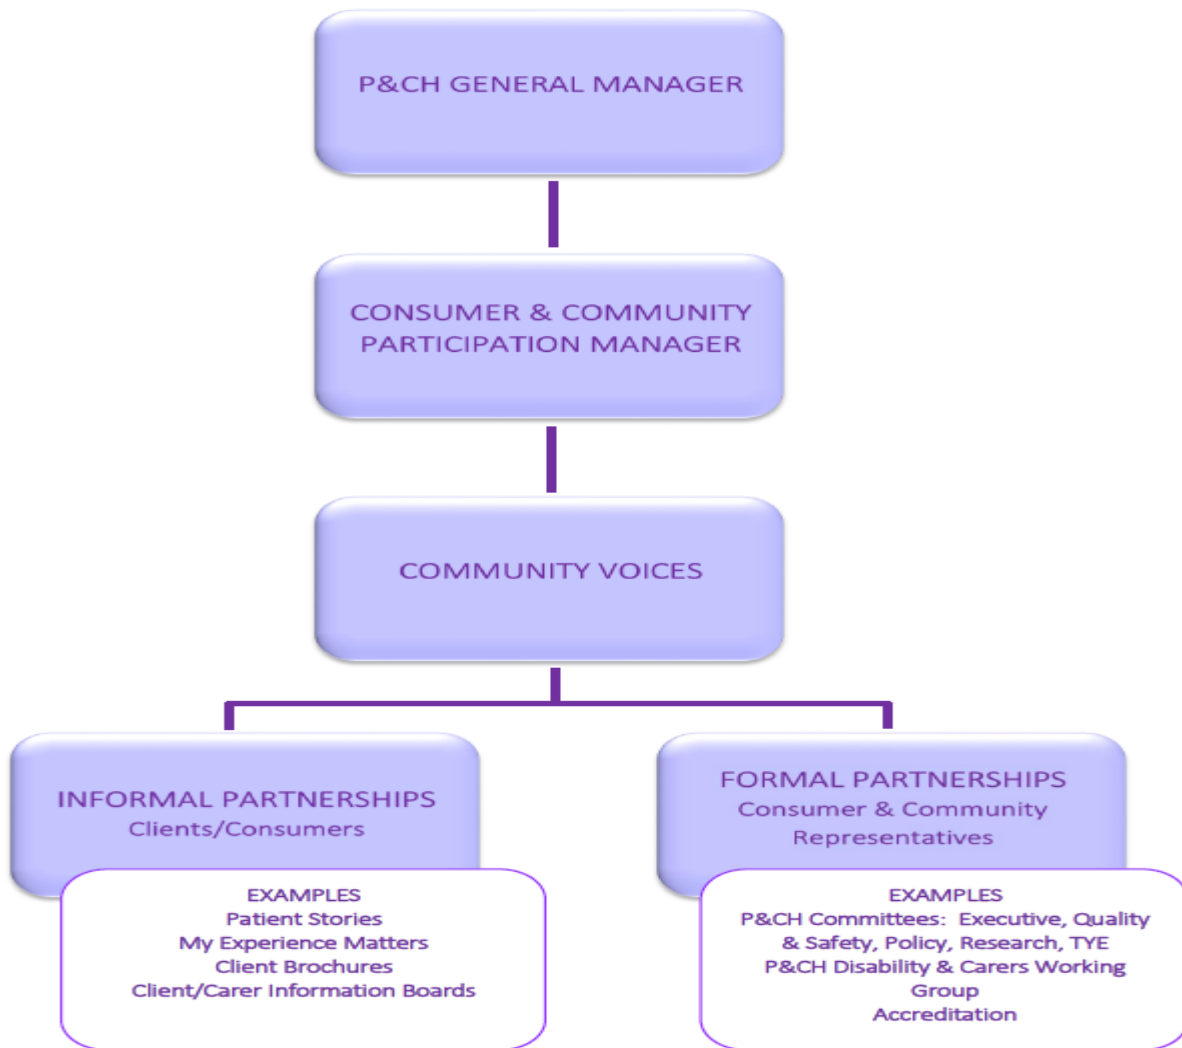 P&CH GENERAL MANAGER
CONSUMER & COMMUNITY
PARTICIPATION MANAGER
COMMUNITY VOICES
INFORMAL PARTNERSHIPS
Clients/Consumers
EXAMPLES
Patient Stories
My Experience Matters
Client Brochures
Client/Carer Information Boards
FORMAL PARTNERSHIPS
Consumer & Community
Representatives
EXAMPLES
P&CH Committees: Executive, Quality
& Safety, Policy, Research, TYE
P&CH Disability & Carers Working
Group
Accreditation